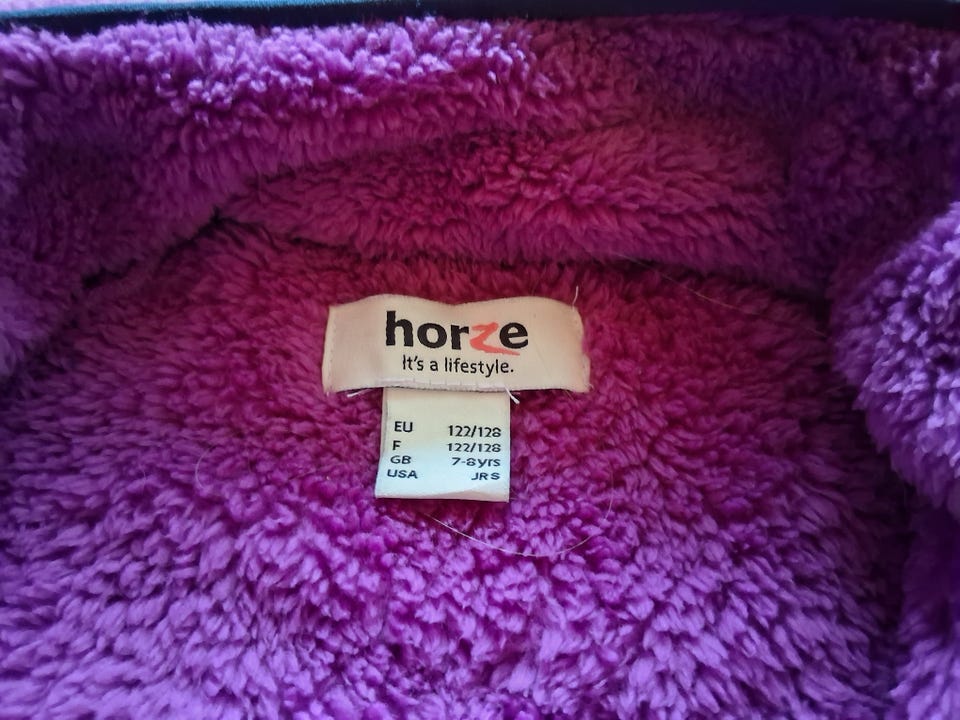 horze
It's a lifestyle.
EU 122/128
F 122/128
GB 7-8yrs
USA JRS